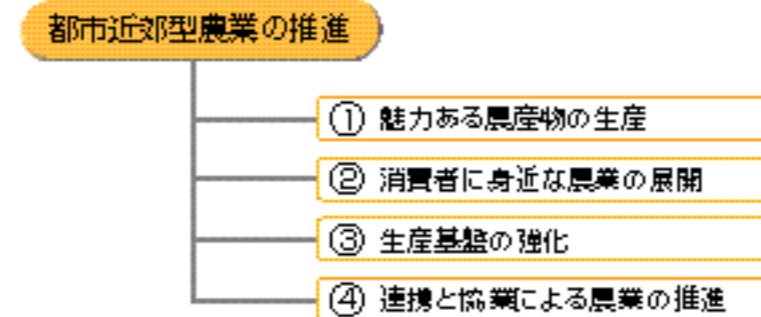 都市近郊型農業の推進
① 魅力ある農産物の生産
② 消費者に身近な農業の展開
③ 生産基盤の強化
④ 連携と協業による農業の推進